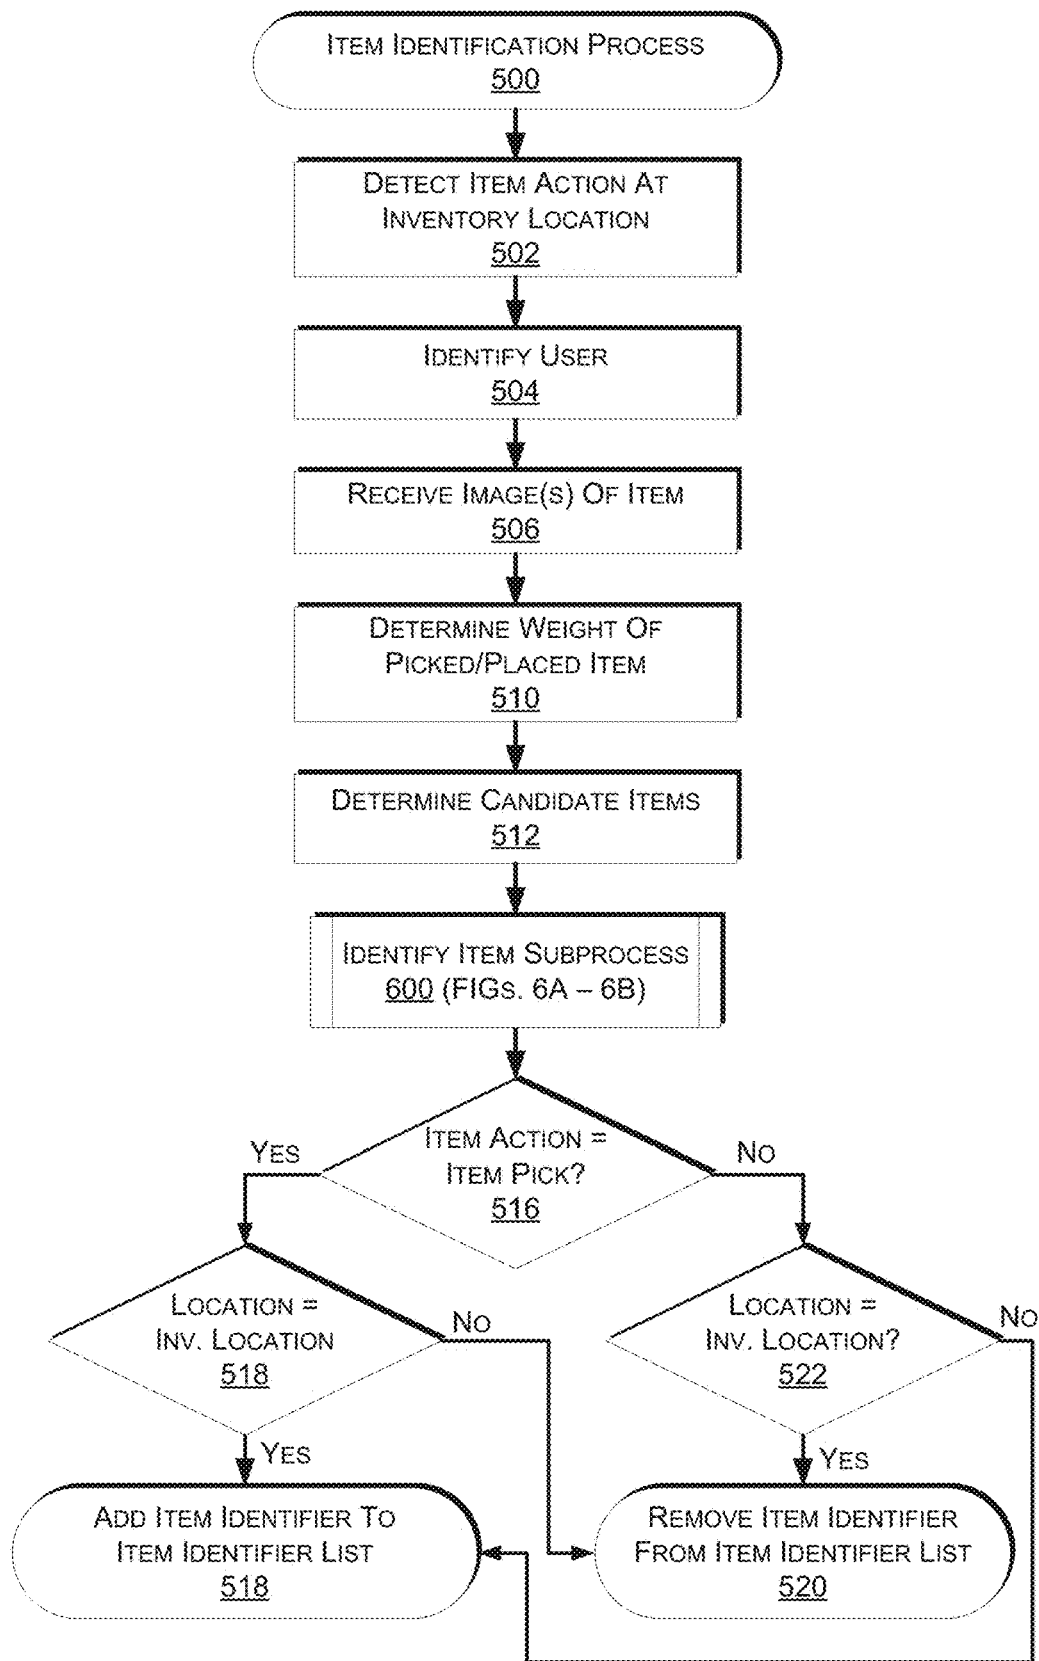 ITEM IDENTIFICATION PROCESS
500
DETECT ITEM ACTION AT
INVENTORY LOCATION
502
IDENTIFY USER
504
RECEIVE IMAGE(S) OF ITEM
506
DETERMINE WEIGHT OF
PICKED/PLACED ITEM
510
DETERMINE CANDIDATE ITEMS
512
IDENTIFY ITEM SUBPROCESS
600 (FIGS. 6A – 6B)
ITEM ACTION =
ITEM PICK?
516
YES
NO
LOCATION =
INV. LOCATION
518
NO
YES
LOCATION =
INV. LOCATION?
522
NO
YES
ADD ITEM IDENTIFIER TO
ITEM IDENTIFIER LIST
518
REMOVE ITEM IDENTIFIER
FROM ITEM IDENTIFIER LIST
520